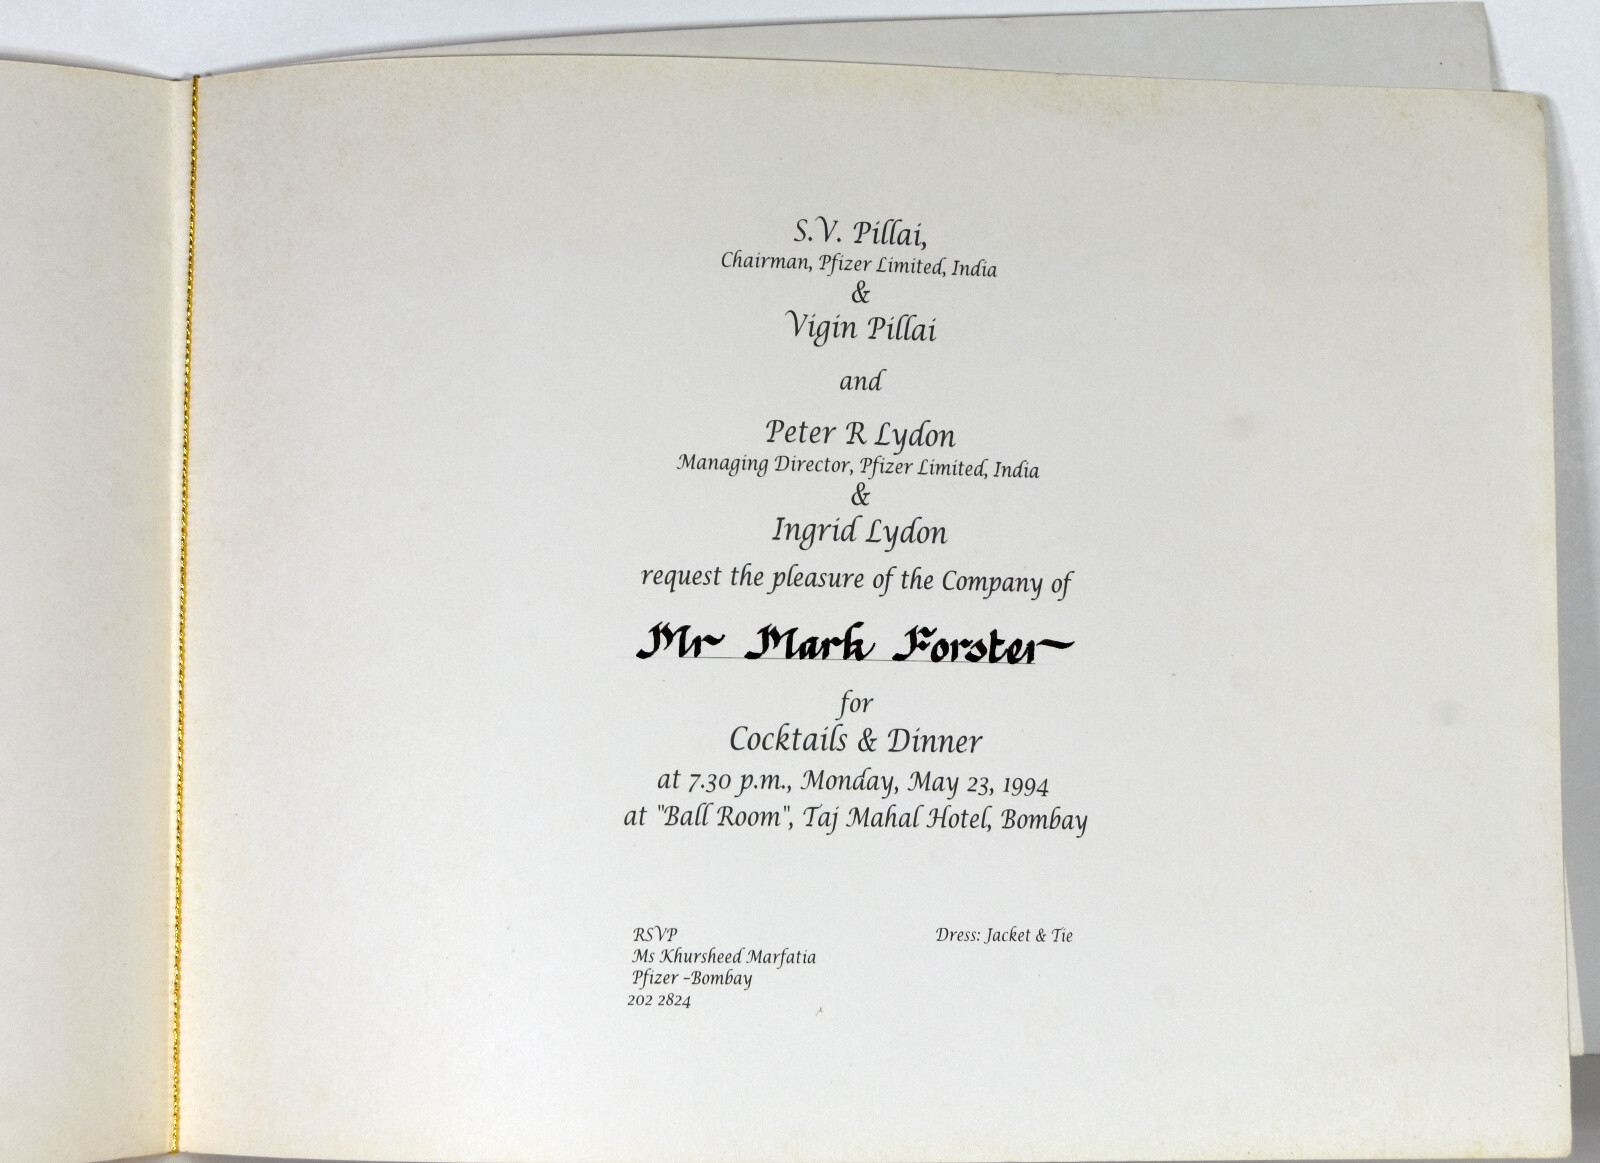 S.V. Pillai,
Chairman, Pfizer Limited, India
&
Vigin Pillai
and
Peter R Lydon
Managing Director, Pfizer Limited, India
&
Ingrid Lydon
request the pleasure of the Company of
Mr Mark Forster
for
Cocktails & Dinner
at 7.30 p.m., Monday, May 23, 1994
at "Ball Room", Taj Mahal Hotel, Bombay
RSVP
Ms Khursheed Marfatia
Pfizer -Bombay
202 2824
Dress: Jacket & Tie